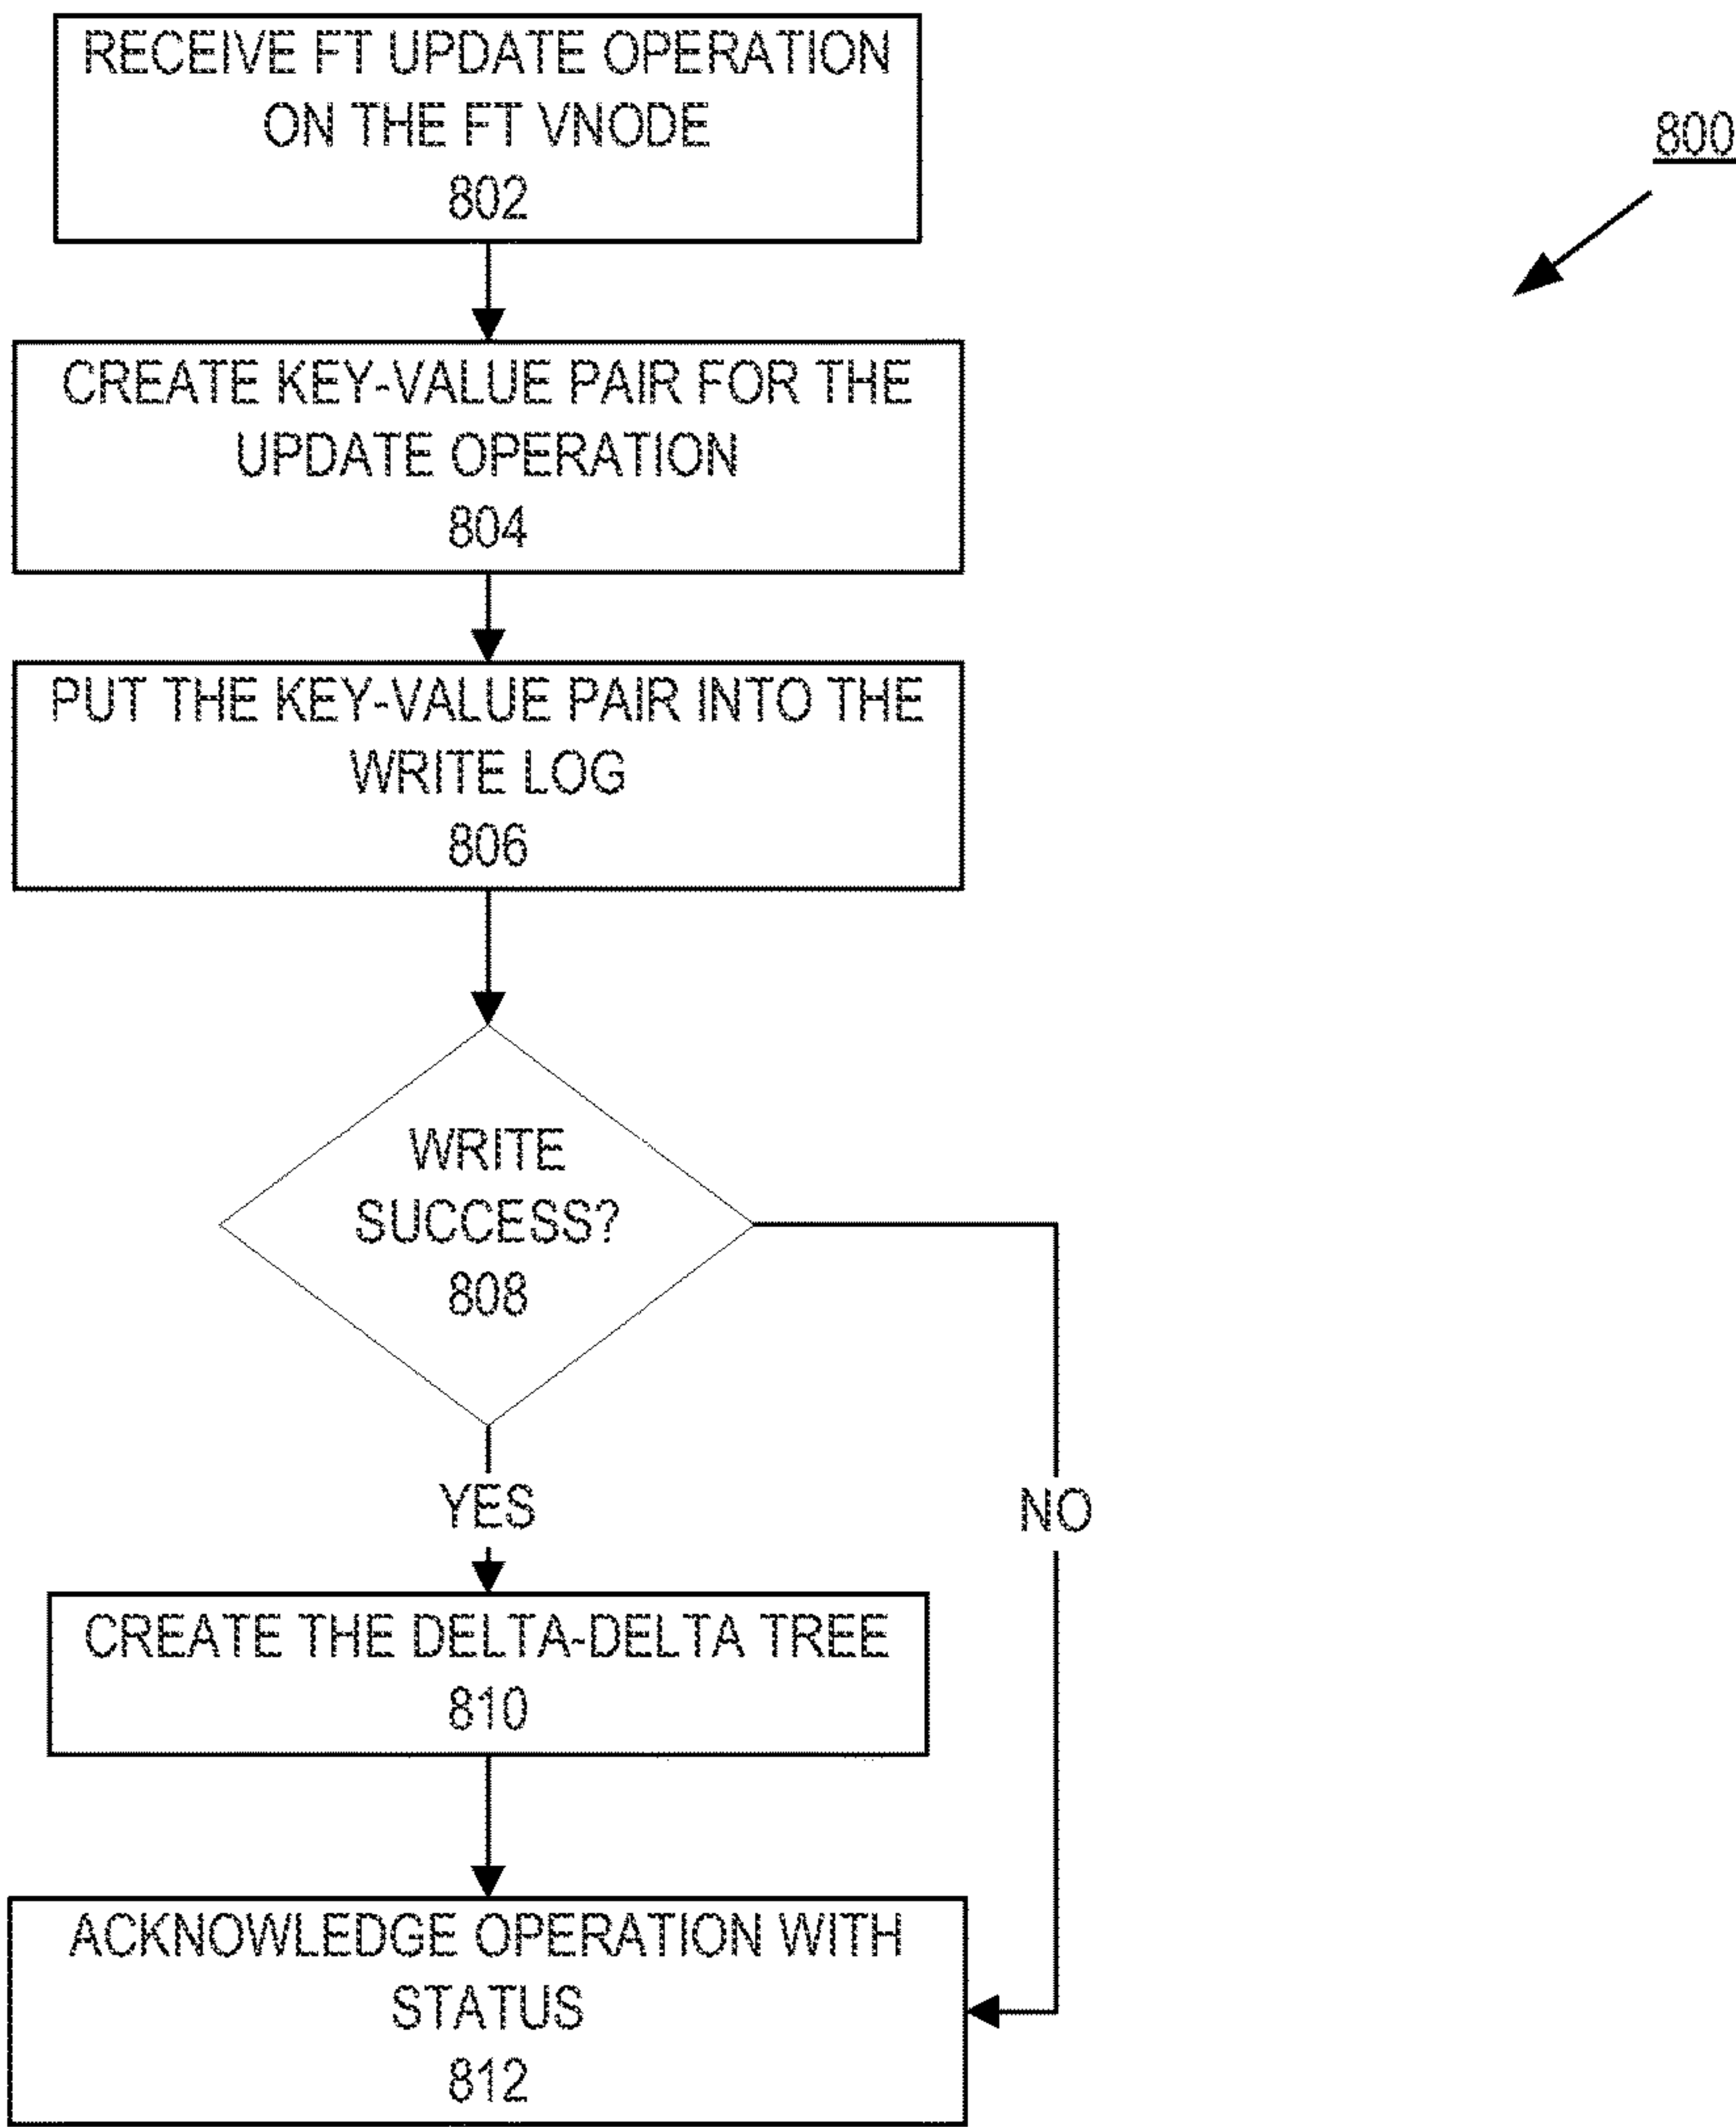 RECEIVE FT UPDATE OPERATION
ON THE FT VNODE
802
800
CREATE KEY-VALUE PAIR FOR THE
UPDATE OPERATION
804
PUT THE KEY-VALUE PAIR INTO THE
WRITE LOG
806
WRITE
SUCCESS?
808
YES
NO
CREATE THE DELTA-DELTA TREE
810
ACKNOWLEDGE OPERATION WITH
STATUS
812